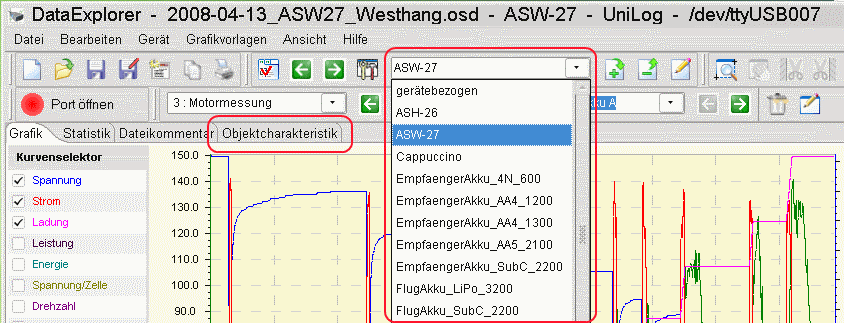 DataExplorer - 2008-04-13_ASW27_Westhang.osd - ASW-27 - UniLog - /dev/ttyUSB007
Datei Bearbeiten Gerät Grafikvorlagen Ansicht Hilfe
ASW-27
Port öffnen
3 : Motormessung
ku A
gerätebezogen
ASH-26
ASW-27
Cappuccino
EmpfaengerAkku_4N_600
EmpfaengerAkku_AA4_1200
EmpfaengerAkku_AA4_1300
EmpfaengerAkku_AA5_2100
EmpfaengerAkku_SubC_2200
FlugAkku_LiPo_3200
FlugAkku_SubC_2200
Grafik Statistik Dateikommentar Objektcharakteristik
Kurvenselektor
Spannung
Strom
Ladung
Leistung
Energie
Spannung/Zelle
Drehzahl
150.0
140.0
130.0
120.0
110.0
100.0
90.0